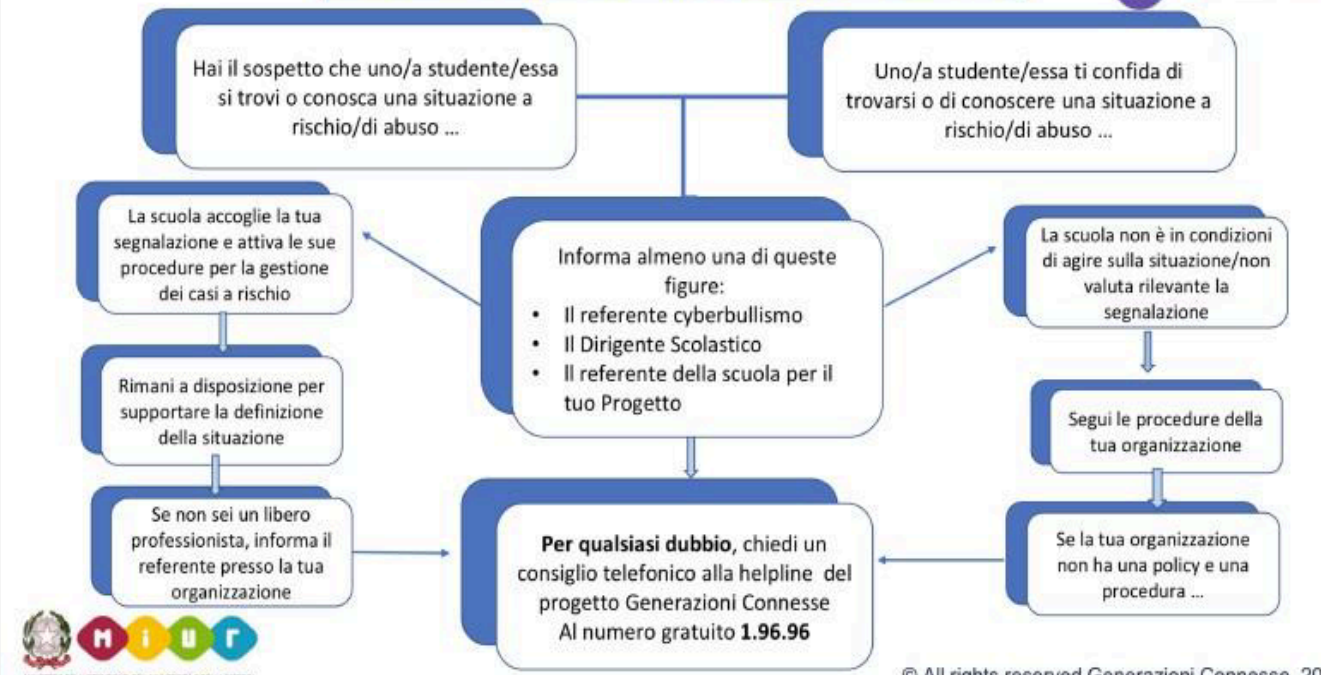 Hai il sospetto che uno/a studente/essa
si trovi o conosca una situazione a
rischio/di abuso ...
Uno/a studente/essa ti confida di
trovarsi o di conoscere una situazione a
rischio/di abuso ...
La scuola accoglie la tua
segnalazione e attiva le sue
procedure per la gestione
dei casi a rischio
Informa almeno una di queste
figure:
• Il referente cyberbullismo
• Il Dirigente Scolastico
• Il referente della scuola per il
tuo Progetto
La scuola non è in condizioni
di agire sulla situazione/non
valuta rilevante la
segnalazione
Rimani a disposizione per
supportare la definizione
della situazione
Segui le procedure della
tua organizzazione
Se non sei un libero
professionista, informa il
referente presso la tua
organizzazione
Per qualsiasi dubbio, chiedi un
consiglio telefonico alla helpline del
progetto Generazioni Connesse
Al numero gratuito 1.96.96
Se la tua organizzazione
non ha una policy e una
procedura ...
MiUr
© All rights reserved Generazioni Connesse, 20